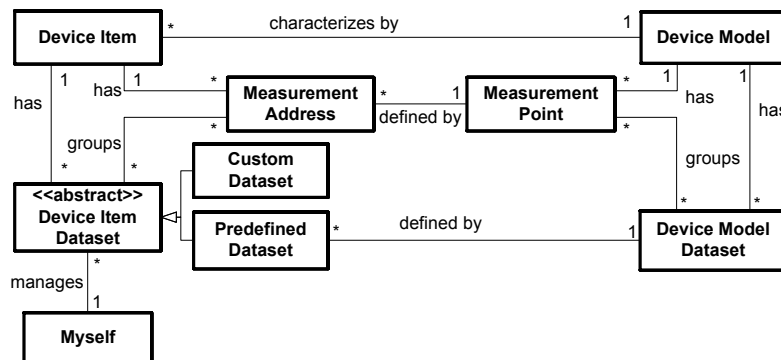 characterizes by
Device Item
*
1
Device Model
1
1
*
*
1
1
has
has
Measurement
Address
*
1
defined by
Measurement
Point
has
has
*
*
groups
groups
*
*
*
*
<<abstract>>
Device Item
Dataset
Custom
Dataset
Predefined
Dataset
*
defined by
1
Device Model
Dataset
*
manages
1
Myself